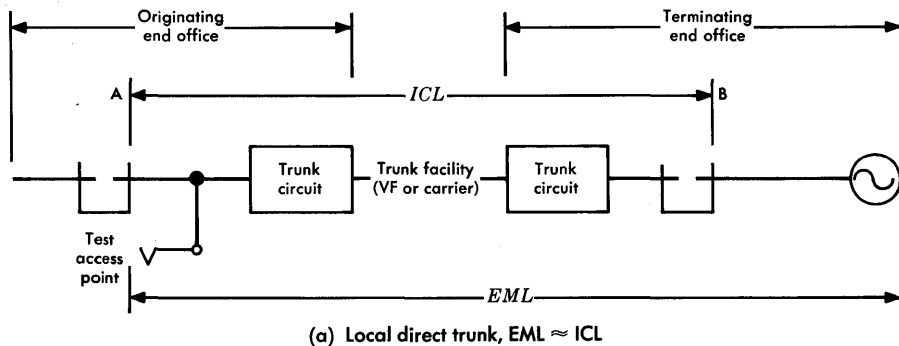 Originating
end office
Terminating
end office
A
ICL
B
Trunk
circuit
Trunk facility
(VF or carrier)
Trunk
circuit
Test
access
point
EML
(a) Local direct trunk, EML ≈ ICL